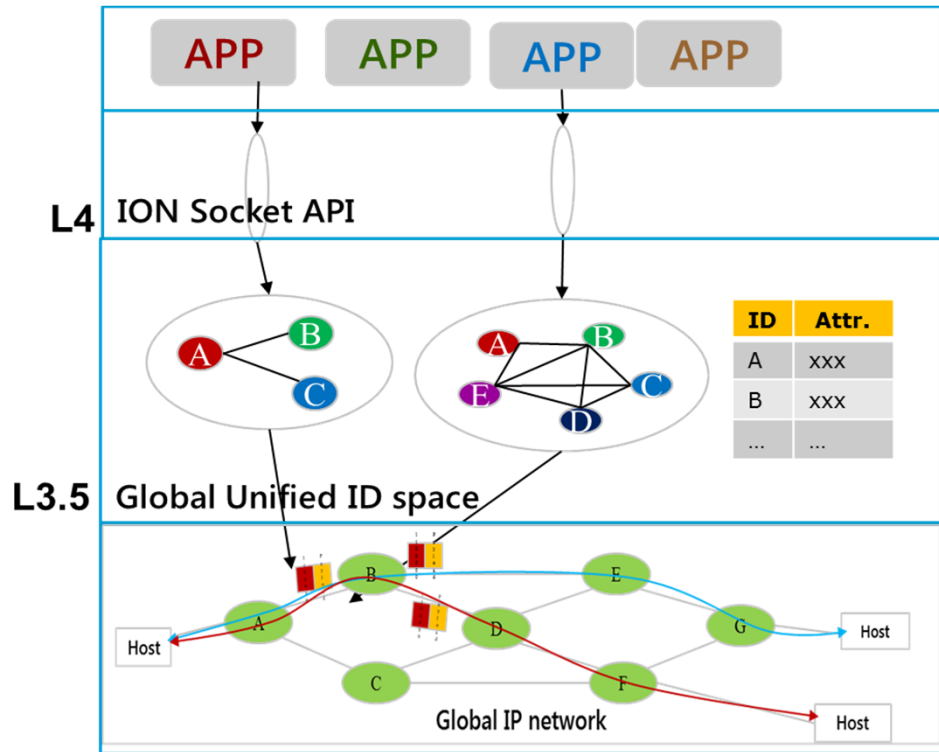 APP APP APP APP
L4 ION Socket API
ID Attr.
A xxx
B xxx
... ...
A B C
A B C D E
L3.5 Global Unified ID space
A B C D E F G
Host
Host
Host
Global IP network